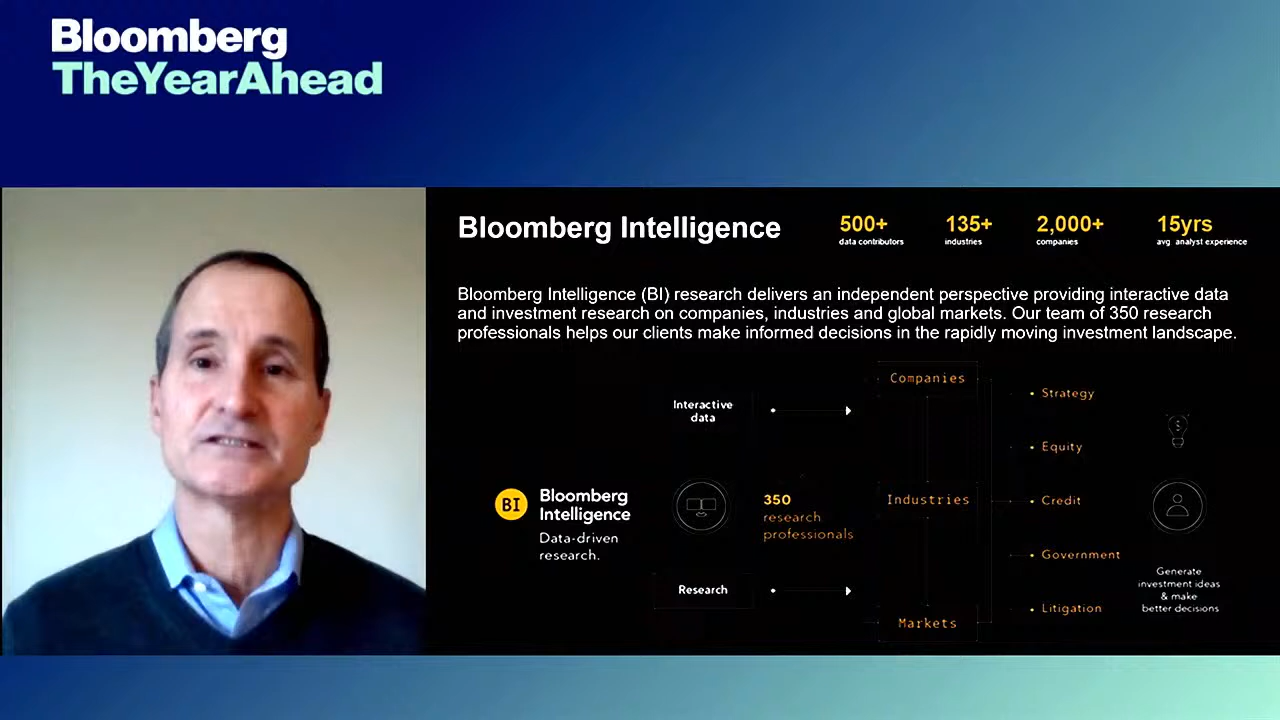 Bloomberg
TheYearAhead
Bloomberg Intelligence
500+
data contributors
135+
industries
2,000+
companies
15yrs
avg analyst experience
Bloomberg Intelligence (BI) research delivers an independent perspective providing interactive data
and investment research on companies, industries and global markets. Our team of 350 research
professionals helps our clients make informed decisions in the rapidly moving investment landscape.
BI
Bloomberg
Intelligence
Data-driven
research.
Interactive
data
350
research
professionals
Research
Companies
Industries
Markets
• Strategy
• Equity
• Credit
• Government
• Litigation
$
Generate
investment ideas
& make
better decisions